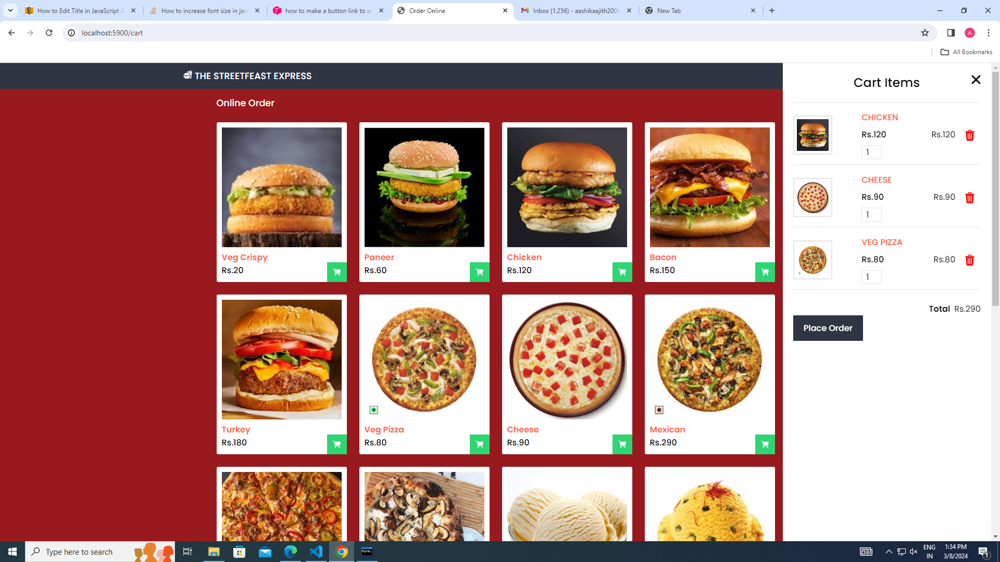 How to Edit Title in JavaScript A
How to increase font size in java
how to make a button link to an
Order Online
Inbox (1,256) - aashikaajith2004
New Tab
localhost:5900/cart
A
All Bookmarks
THE STREETFEAST EXPRESS
Online Order
Veg Crispy
Rs.20
Paneer
Rs.60
Chicken
Rs.120
Bacon
Rs.150
Turkey
Rs.180
Veg Pizza
Rs.80
Cheese
Rs.90
Mexican
Rs.290
Cart Items
CHICKEN
Rs.120 Rs.120
1
CHEESE
Rs.90 Rs.90
1
VEG PIZZA
Rs.80 Rs.80
1
Total Rs.290
Place Order
Type here to search
MySQL
ENG
IN
1:34 PM
3/8/2024
1